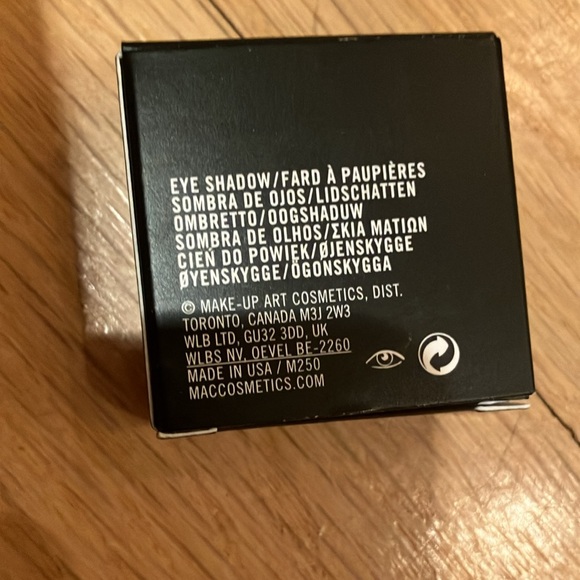 EYE SHADOW/FARD À PAUPIÈRES
SOMBRA DE OJOS/LIDSCHATTEN
OMBRETTO/OOGSHADUW
SOMBRA DE OLHOS/ΣΚΙΑ ΜΑΤΙΩΝ
CIEN DO POWIEK/ØJENSKYGGE
ØYENSKYGGE/ÖGONSKYGGA
© MAKE-UP ART COSMETICS, DIST.
TORONTO, CANADA M3J 2W3
WLB LTD, GU32 3DD, UK
WLBS NV, OEVEL BE-2260
MADE IN USA / M250
MACCOSMETICS.COM